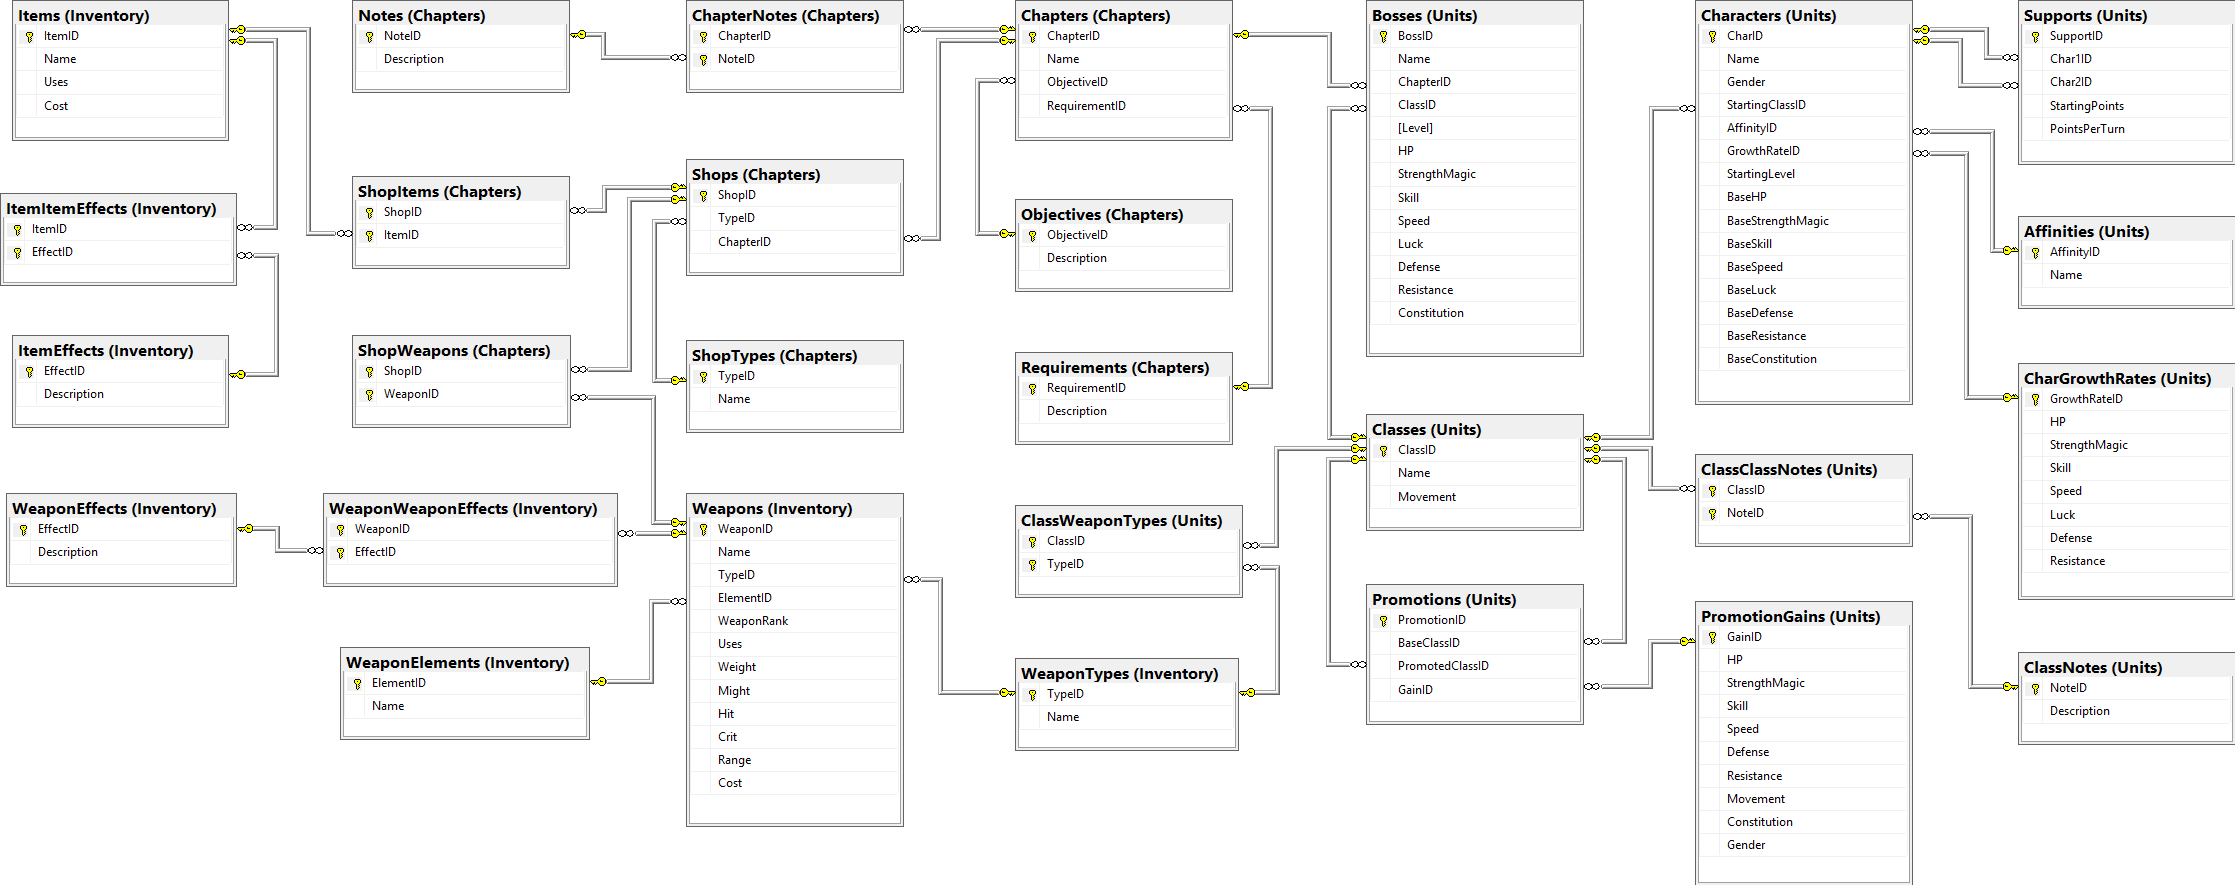 Items (Inventory)
ItemID
Name
Uses
Cost
Notes (Chapters)
NoteID
Description
ChapterNotes (Chapters)
ChapterID
NoteID
Chapters (Chapters)
ChapterID
Name
ObjectiveID
RequirementID
Bosses (Units)
BossID
Name
ChapterID
ClassID
[Level]
HP
StrengthMagic
Skill
Speed
Luck
Defense
Resistance
Constitution
Characters (Units)
CharID
Name
Gender
StartingClassID
AffinityID
GrowthRateID
StartingLevel
BaseHP
BaseStrengthMagic
BaseSkill
BaseSpeed
BaseLuck
BaseDefense
BaseResistance
BaseConstitution
Supports (Units)
SupportID
Char1ID
Char2ID
StartingPoints
PointsPerTurn
ItemItemEffects (Inventory)
ItemID
EffectID
ShopItems (Chapters)
ShopID
ItemID
Shops (Chapters)
ShopID
TypeID
ChapterID
Objectives (Chapters)
ObjectiveID
Description
Affinities (Units)
AffinityID
Name
ItemEffects (Inventory)
EffectID
Description
ShopWeapons (Chapters)
ShopID
WeaponID
ShopTypes (Chapters)
TypeID
Name
Requirements (Chapters)
RequirementID
Description
CharGrowthRates (Units)
GrowthRateID
HP
StrengthMagic
Skill
Speed
Luck
Defense
Resistance
Classes (Units)
ClassID
Name
Movement
ClassClassNotes (Units)
ClassID
NoteID
WeaponEffects (Inventory)
EffectID
Description
WeaponWeaponEffects (Inventory)
WeaponID
EffectID
Weapons (Inventory)
WeaponID
Name
TypeID
ElementID
WeaponRank
Uses
Weight
Might
Hit
Crit
Range
Cost
ClassWeaponTypes (Units)
ClassID
TypeID
Promotions (Units)
PromotionID
BaseClassID
PromotedClassID
GainID
PromotionGains (Units)
GainID
HP
StrengthMagic
Skill
Speed
Defense
Resistance
Movement
Constitution
Gender
WeaponElements (Inventory)
ElementID
Name
WeaponTypes (Inventory)
TypeID
Name
ClassNotes (Units)
NoteID
Description